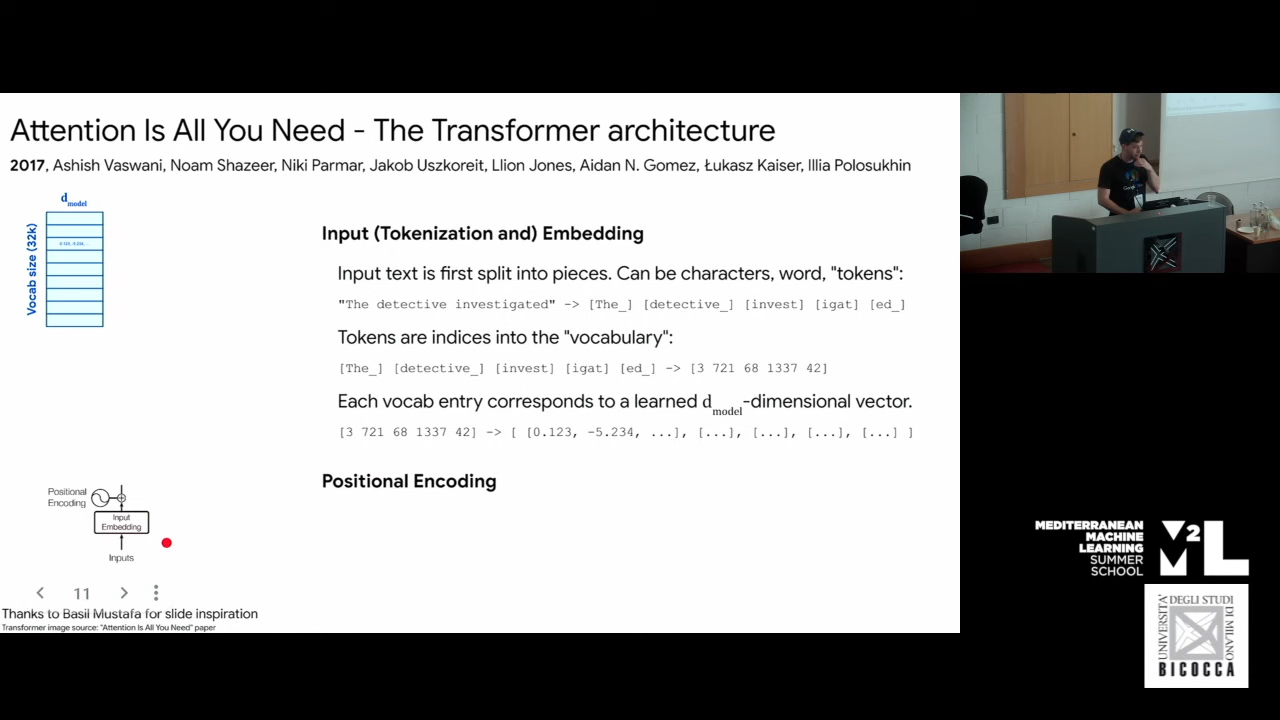 Attention Is All You Need - The Transformer architecture
2017, Ashish Vaswani, Noam Shazeer, Niki Parmar, Jakob Uszkoreit, Llion Jones, Aidan N. Gomez, Łukasz Kaiser, Illia Polosukhin
d model
Vocab size (32k)
Input (Tokenization and) Embedding
Input text is first split into pieces. Can be characters, word, "tokens":
"The detective investigated" -> [The_] [detective_] [invest] [igat] [ed_]
Tokens are indices into the "vocabulary":
[The_] [detective_] [invest] [igat] [ed_] -> [3 721 68 1337 42]
Each vocab entry corresponds to a learned d model-dimensional vector.
[3 721 68 1337 42] -> [ [0.123, -5.234, ...], [...], [...], [...], [...] ]
Positional Encoding
Positional
Encoding
Input
Embedding
Inputs
11
Thanks to Basil Mustafa for slide inspiration
Transformer image source: "Attention Is All You Need" paper
MEDITERRANEAN
MACHINE
LEARNING
SUMMER
SCHOOL
M2L
UNIVERSITA'
DEGLI STUDI
DI MILANO
BICOCCA